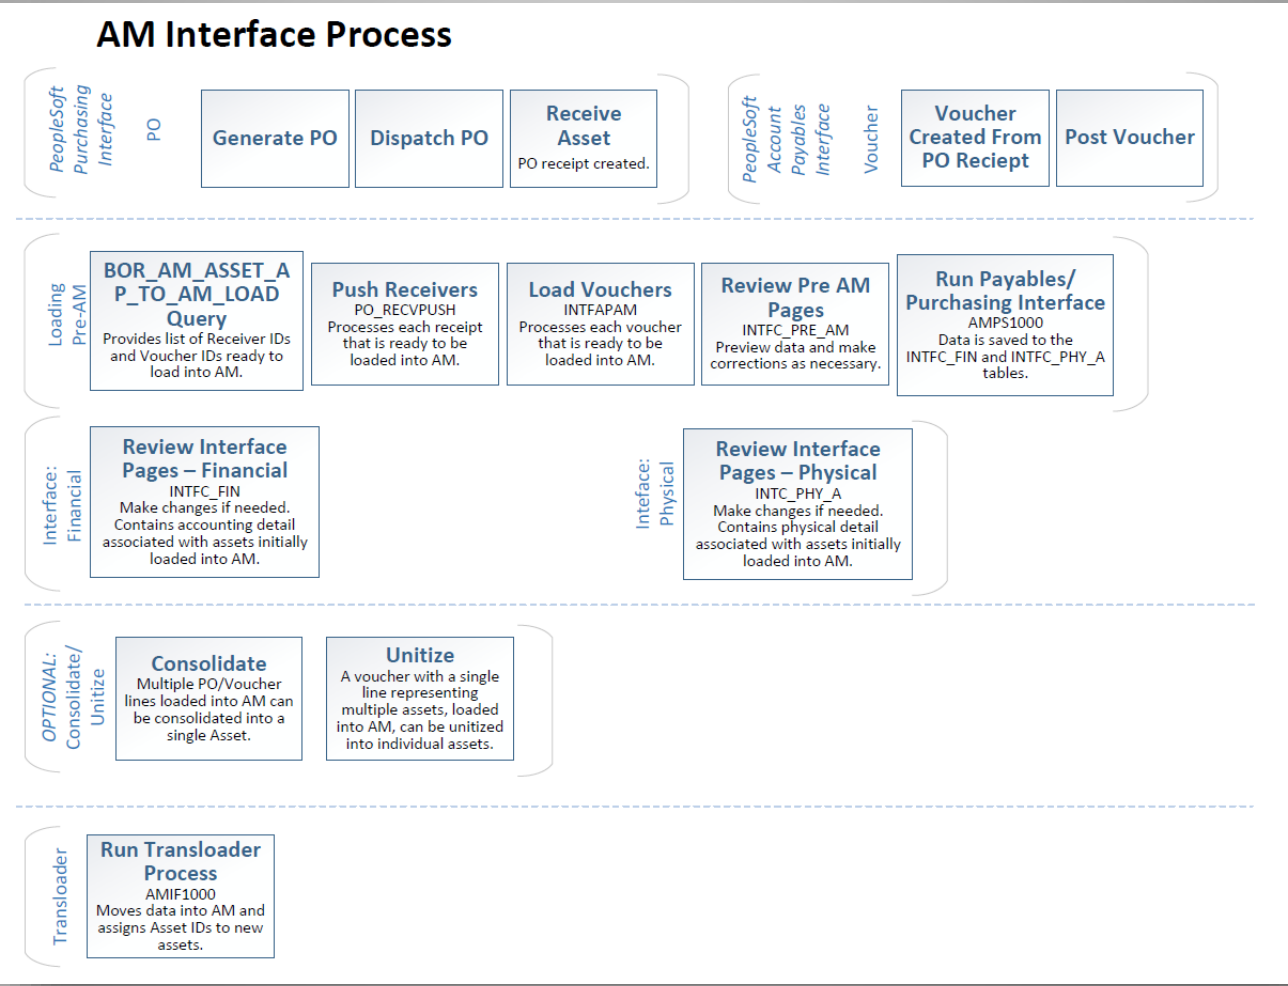 AM Interface Process
PeopleSoft
Purchasing
Interface
PO
Generate PO
Dispatch PO
Receive
Asset
PO receipt created.
PeopleSoft
Account
Payables
Interface
Voucher
Voucher
Created From
PO Reciept
Post Voucher
Loading
Pre-AM
BOR_AM_ASSET_A
P_TO_AM_LOAD
Query
Provides list of Receiver IDs
and Voucher IDs ready to
load into AM.
Push Receivers
PO_RECVPUSH
Processes each receipt
that is ready to be
loaded into AM.
Load Vouchers
INTFAPAM
Processes each voucher
that is ready to be
loaded into AM.
Review Pre AM
Pages
INTFC_PRE_AM
Preview data and make
corrections as necessary.
Run Payables/
Purchasing Interface
AMPS1000
Data is saved to the
INTFC_FIN and INTFC_PHY_A
tables.
Interface:
Financial
Review Interface
Pages – Financial
INTFC_FIN
Make changes if needed.
Contains accounting detail
associated with assets initially
loaded into AM.
Inteface:
Physical
Review Interface
Pages – Physical
INTC_PHY_A
Make changes if needed.
Contains physical detail
associated with assets initially
loaded into AM.
OPTIONAL:
Consolidate/
Unitize
Consolidate
Multiple PO/Voucher
lines loaded into AM can
be consolidated into a
single Asset.
Unitize
A voucher with a single
line representing
multiple assets, loaded
into AM, can be unitized
into individual assets.
Transloader
Run Transloader
Process
AMIF1000
Moves data into AM and
assigns Asset IDs to new
assets.